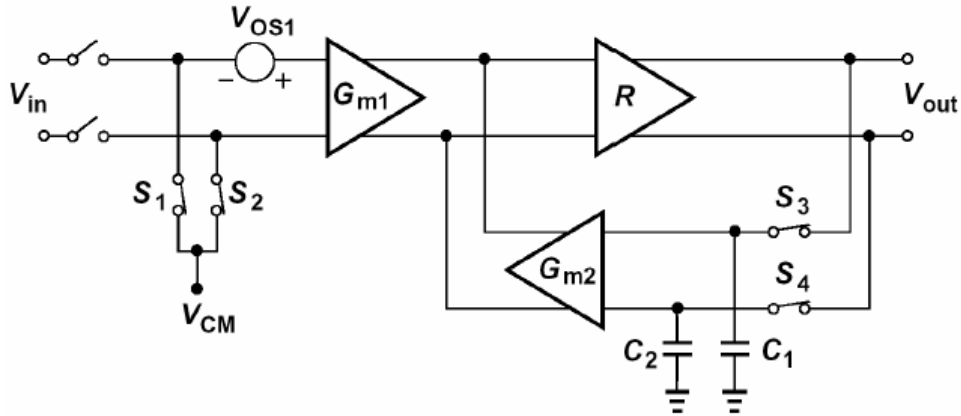 V_OS1
V_in
G_m1
R
V_out
S_1
S_2
S_3
G_m2
S_4
V_CM
C_2
C_1